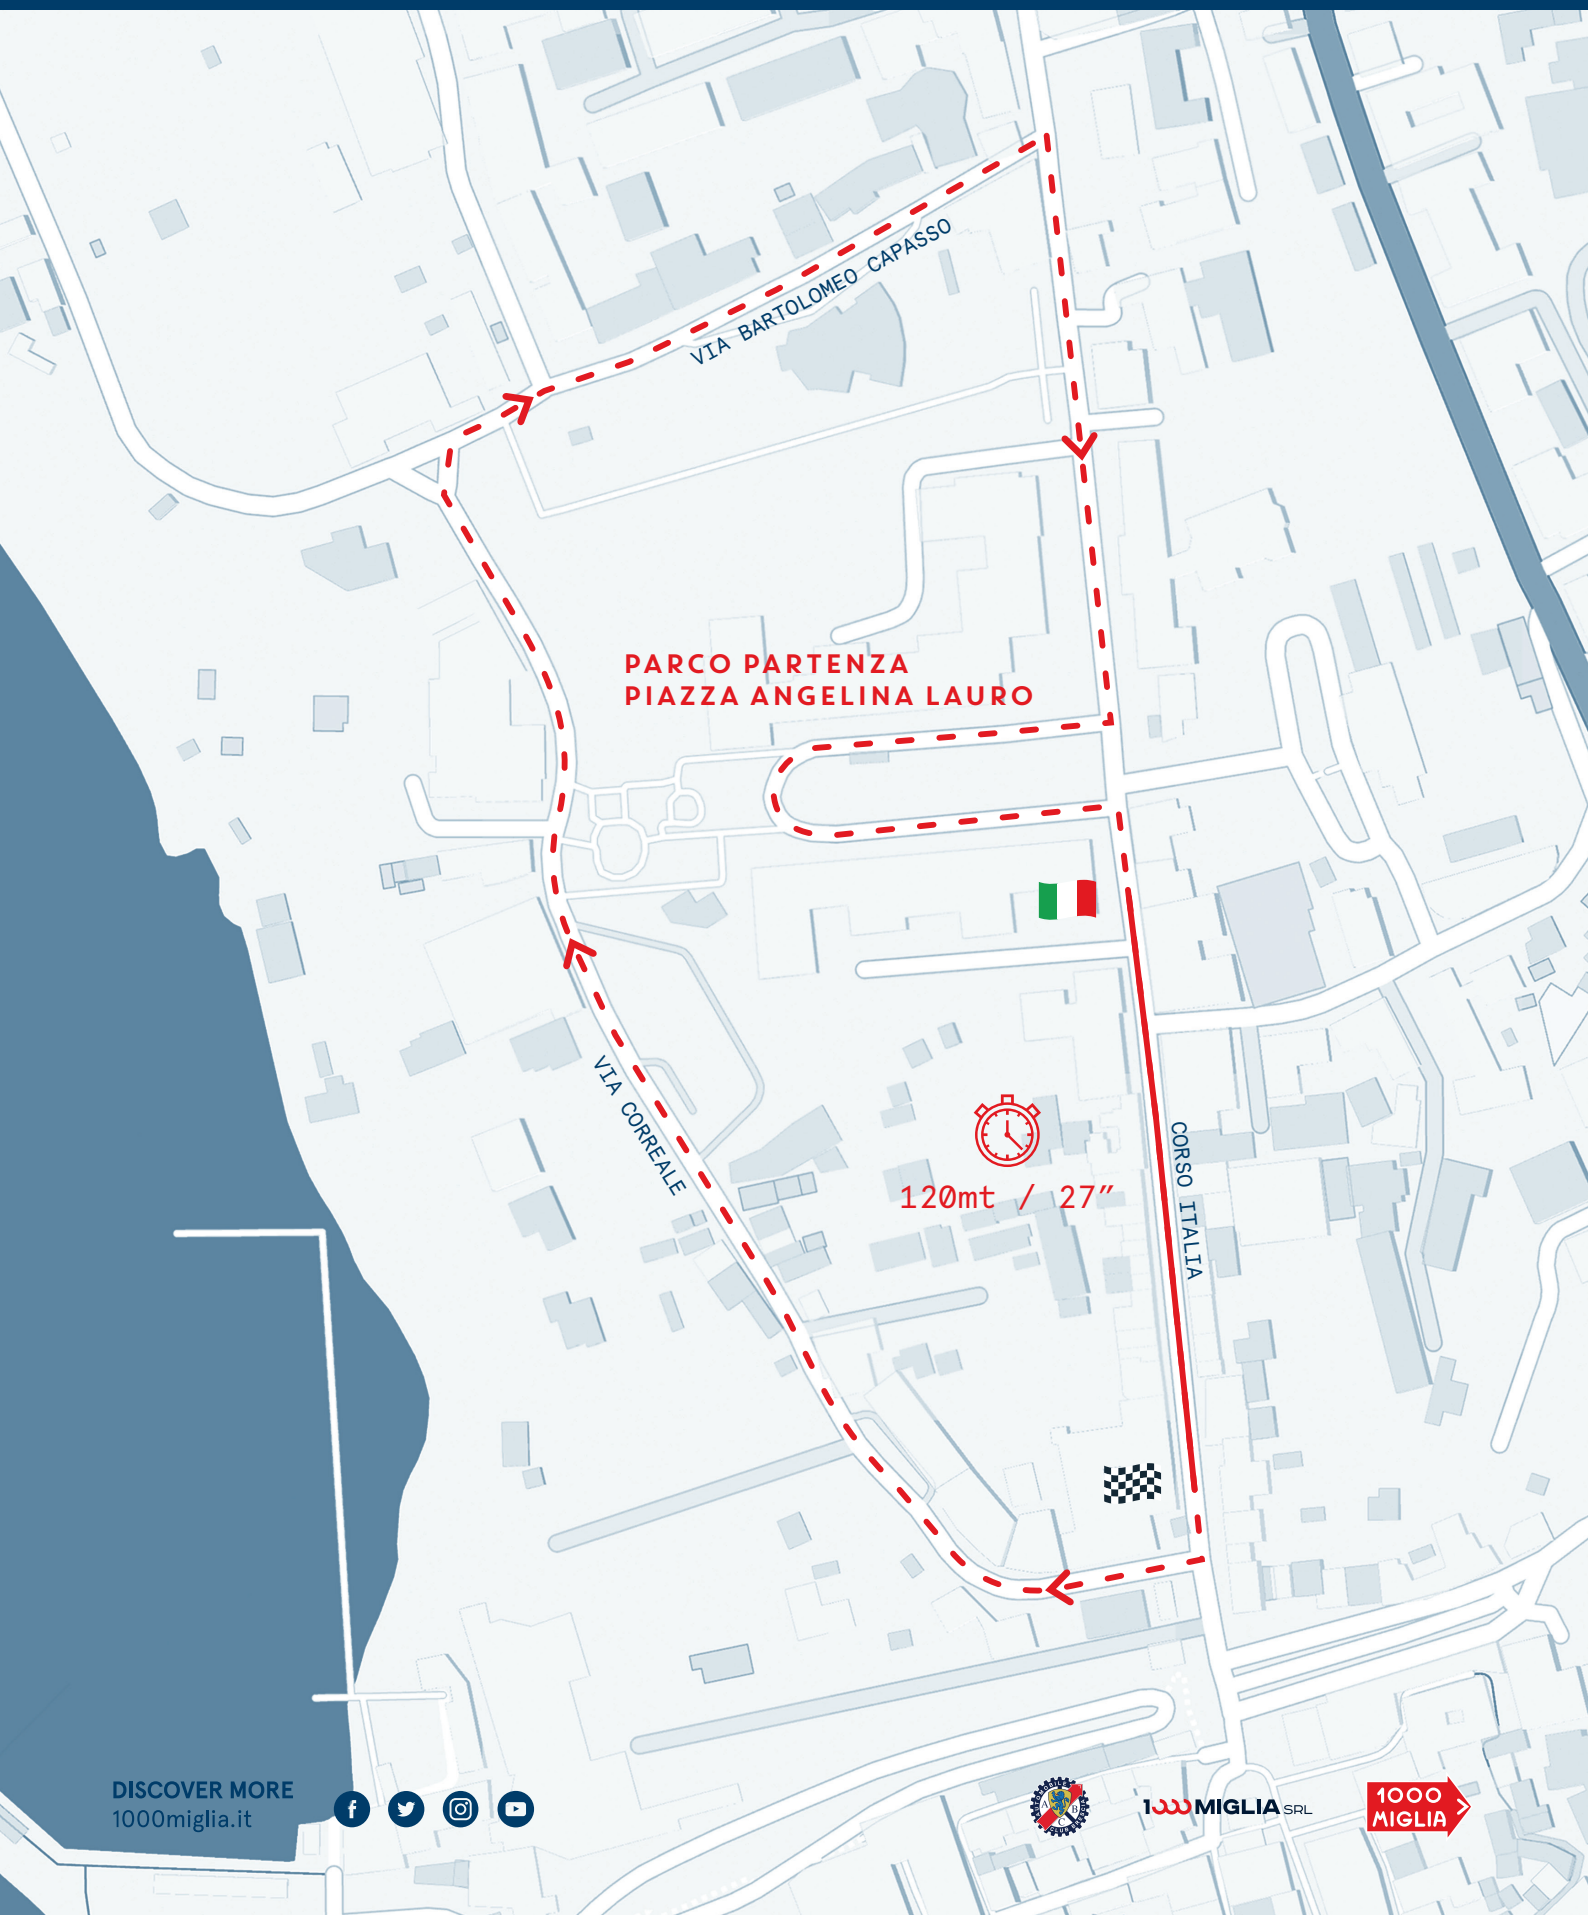 VIA BARTOLOMEO CAPASSO
PARCO PARTENZA
PIAZZA ANGELINA LAURO
VIA CORREALE
120mt / 27″
CORSO ITALIA
DISCOVER MORE
1000miglia.it
1000MIGLIA SRL
1000
MIGLIA